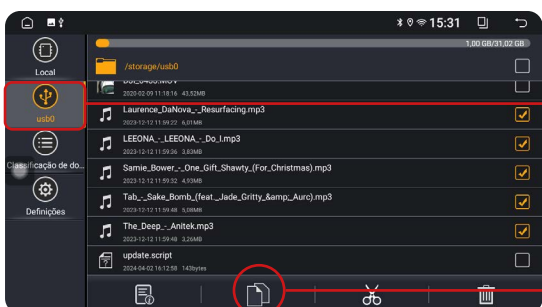 15:31
1,00 GB/31,02 GB
Local
/storage/usb0
2020-02-09 11:18:16 43,52MB
usb0
Laurence_DaNova_-_Resurfacing.mp3
2023-12-12 11:59:22 6,01MB
LEEONA_-_LEEONA_-_Do_I.mp3
2023-12-12 11:59:36 3,83MB
Classificação de do...
Samie_Bower_-_One_Gift_Shawty_(For_Christmas).mp3
2023-12-12 11:59:32 4,93MB
Tab_-_Sake_Bomb_(feat._Jade_Gritty_&amp;_Aurc).mp3
2023-12-12 11:59:48 5,08MB
Definições
The_Deep_-_Anitek.mp3
2023-12-12 11:59:40 3,26MB
update.script
2024-04-02 16:12:58 143bytes